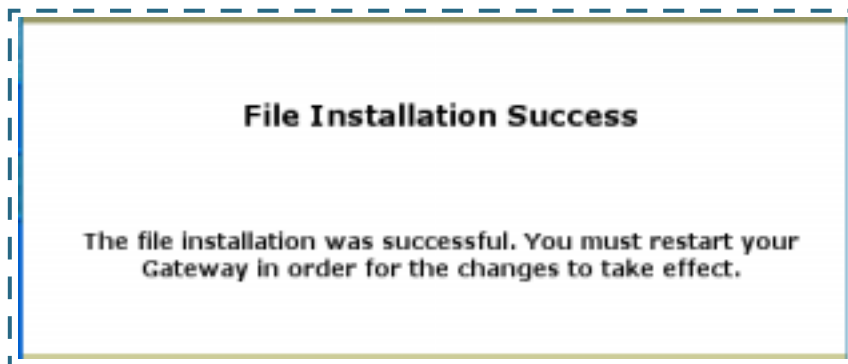 File Installation Success
The file installation was successful. You must restart your
Gateway in order for the changes to take effect.